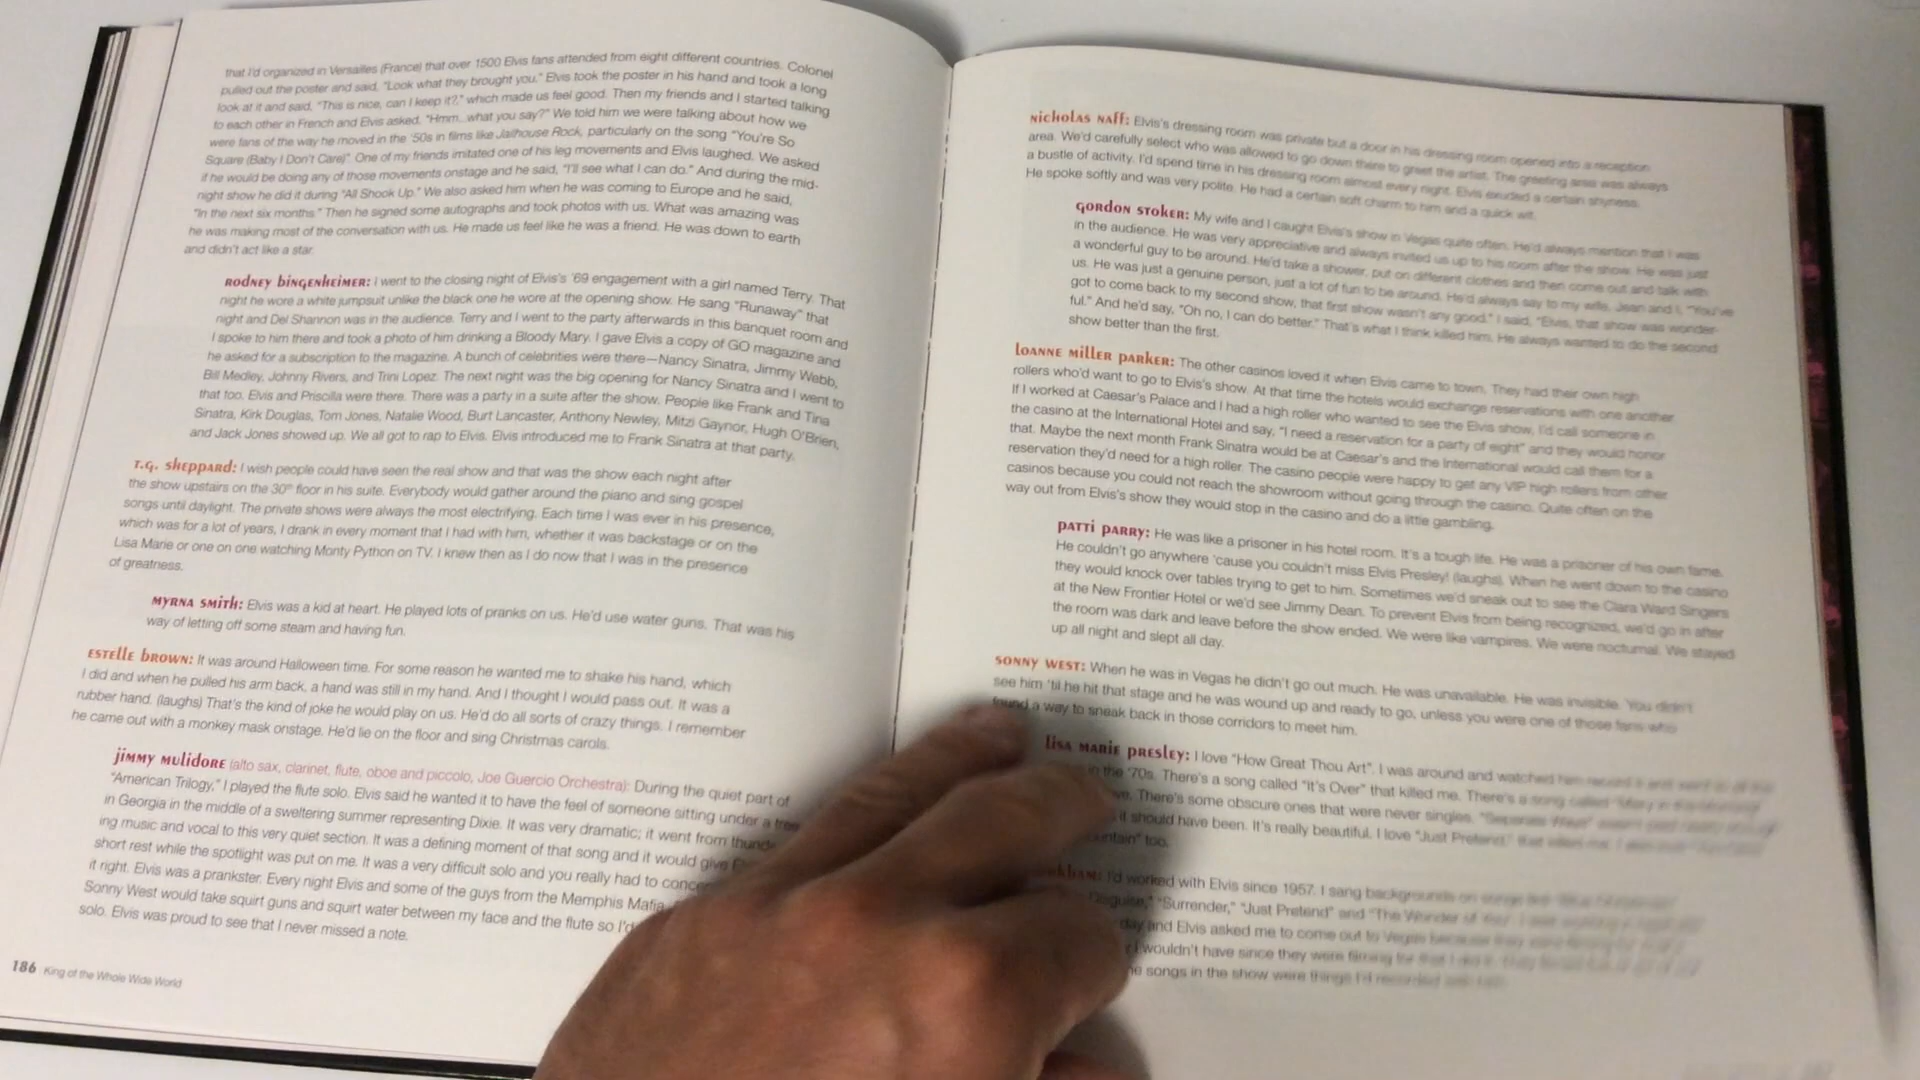 that I'd organized in Versailles (France) that over 1500 Elvis fans attended from eight different countries. Colonel
pulled out the poster and said, "Look what they brought you." Elvis took the poster in his hand and took a long
look at it and said, "This is nice, can I keep it?," which made us feel good. Then my friends and I started talking
to each other in French and Elvis asked, "Hmm...what you say?" We told him we were talking about how we
were fans of the way he moved in the '50s in films like Jailhouse Rock, particularly on the song "You're So
Square (Baby I Don't Care)". One of my friends imitated one of his leg movements and Elvis laughed. We asked
if he would be doing any of those movements onstage and he said, "I'll see what I can do." And during the mid-
night show he did it during "All Shook Up." We also asked him when he was coming to Europe and he said,
"In the next six months." Then he signed some autographs and took photos with us. What was amazing was
he was making most of the conversation with us. He made us feel like he was a friend. He was down to earth
and didn't act like a star.
Rodney Bingenheimer: I went to the closing night of Elvis's '69 engagement with a girl named Terry. That
night he wore a white jumpsuit unlike the black one he wore at the opening show. He sang "Runaway" that
night and Del Shannon was in the audience. Terry and I went to the party afterwards in this banquet room and
I spoke to him there and took a photo of him drinking a Bloody Mary. I gave Elvis a copy of GO magazine and
he asked for a subscription to the magazine. A bunch of celebrities were there—Nancy Sinatra, Jimmy Webb,
Bill Medley, Johnny Rivers, and Trini Lopez. The next night was the big opening for Nancy Sinatra and I went to
that too. Elvis and Priscilla were there. There was a party in a suite after the show. People like Frank and Tina
Sinatra, Kirk Douglas, Tom Jones, Natalie Wood, Burt Lancaster, Anthony Newley, Mitzi Gaynor, Hugh O'Brien,
and Jack Jones showed up. We all got to rap to Elvis. Elvis introduced me to Frank Sinatra at that party.
T.G. Sheppard: I wish people could have seen the real show and that was the show each night after
the show upstairs on the 30th floor in his suite. Everybody would gather around the piano and sing gospel
songs until daylight. The private shows were always the most electrifying. Each time I was ever in his presence,
which was for a lot of years, I drank in every moment that I had with him, whether it was backstage or on the
Lisa Marie or one on one watching Monty Python on TV. I knew then as I do now that I was in the presence
of greatness.
Myrna Smith: Elvis was a kid at heart. He played lots of pranks on us. He'd use water guns. That was his
way of letting off some steam and having fun.
Estelle Brown: It was around Halloween time. For some reason he wanted me to shake his hand, which
I did and when he pulled his arm back, a hand was still in my hand. And I thought I would pass out. It was a
rubber hand. (laughs) That's the kind of joke he would play on us. He'd do all sorts of crazy things. I remember
he came out with a monkey mask onstage. He'd lie on the floor and sing Christmas carols.
Jimmy Mulidore (alto sax, clarinet, flute, oboe and piccolo, Joe Guercio Orchestra): During the quiet part of
"American Trilogy," I played the flute solo. Elvis said he wanted it to have the feel of someone sitting under a tree
in Georgia in the middle of a sweltering summer representing Dixie. It was very dramatic; it went from thund
ing music and vocal to this very quiet section. It was a defining moment of that song and it would give
short rest while the spotlight was put on me. It was a very difficult solo and you really had to conce
it right. Elvis was a prankster. Every night Elvis and some of the guys from the Memphis Mafia
Sonny West would take squirt guns and squirt water between my face and the flute so I'd
solo. Elvis was proud to see that I never missed a note.
186 King of the Whole Wide World
Nicholas Naff: Elvis's dressing room was private but a door in his dressing room opened into a reception
area. We'd carefully select who was allowed to go down there to greet the artist. The greeting area was always
a bustle of activity. I'd spend time in his dressing room almost every night. Elvis exuded a certain shyness.
He spoke softly and was very polite. He had a certain soft charm to him and a quick wit.
Gordon Stoker: My wife and I caught Elvis's show in Vegas quite often. He'd always mention that I was
in the audience. He was very appreciative and always invited us up to his room after the show. He was just
a wonderful guy to be around. He'd take a shower, put on different clothes and then come out and talk with
us. He was just a genuine person, just a lot of fun to be around. He'd always say to my wife, Jean and I, "You've
got to come back to my second show, that first show wasn't any good." I said, "Elvis, that show was wonder-
ful." And he'd say, "Oh no, I can do better." That's what I think killed him. He always wanted to do the second
show better than the first.
Loanne Miller Parker: The other casinos loved it when Elvis came to town. They had their own high
rollers who'd want to go to Elvis's show. At that time the hotels would exchange reservations with one another.
If I worked at Caesar's Palace and I had a high roller who wanted to see the Elvis show, I'd call someone in
the casino at the International Hotel and say, "I need a reservation for a party of eight" and they would honor
that. Maybe the next month Frank Sinatra would be at Caesar's and the International would call them for a
reservation they'd need for a high roller. The casino people were happy to get any VIP high rollers from other
casinos because you could not reach the showroom without going through the casino. Quite often on the
way out from Elvis's show they would stop in the casino and do a little gambling.
Patti Parry: He was like a prisoner in his hotel room. It's a tough life. He was a prisoner of his own fame.
He couldn't go anywhere 'cause you couldn't miss Elvis Presley! (laughs). When he went down to the casino
they would knock over tables trying to get to him. Sometimes we'd sneak out to see the Clara Ward Singers
at the New Frontier Hotel or we'd see Jimmy Dean. To prevent Elvis from being recognized, we'd go in after
the room was dark and leave before the show ended. We were like vampires. We were nocturnal. We stayed
up all night and slept all day.
Sonny West: When he was in Vegas he didn't go out much. He was unavailable. He was invisible. You didn't
see him 'til he hit that stage and he was wound up and ready to go, unless you were one of those fans who
found a way to sneak back in those corridors to meet him.
Lisa Marie Presley: I love "How Great Thou Art". I was around and watched
in the '70s. There's a song called "It's Over" that killed me. There's a song called
There's some obscure ones that were never singles. "Separate Ways"
it should have been. It's really beautiful. I love "Just Pretend,"
too.
I'd worked with Elvis since 1957. I sang backgrounds on songs like
"Surrender," "Just Pretend" and "The Wonder of You"
day and Elvis asked me to come out to Vegas because they
I wouldn't have since they were filming
songs in the show were things I'd recorded